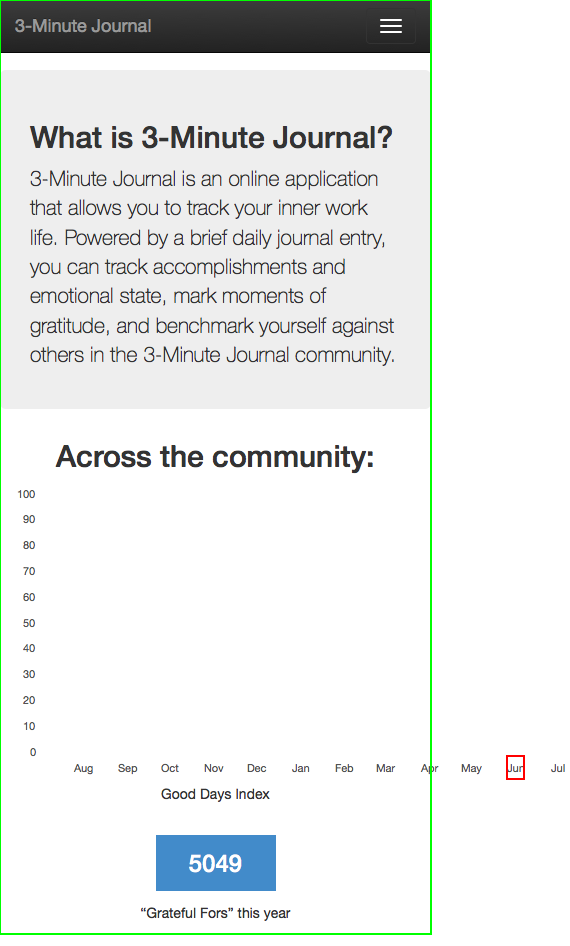 3-Minute Journal
What is 3-Minute Journal?
3-Minute Journal is an online application
that allows you to track your inner work
life. Powered by a brief daily journal entry,
you can track accomplishments and
emotional state, mark moments of
gratitude, and benchmark yourself against
others in the 3-Minute Journal community.
Across the community:
100
90
80
70
60
50
40
30
20
10
0
Aug Sep Oct Nov Dec Jan Feb Mar Apr May Jun Jul
Good Days Index
5049
“Grateful Fors” this year